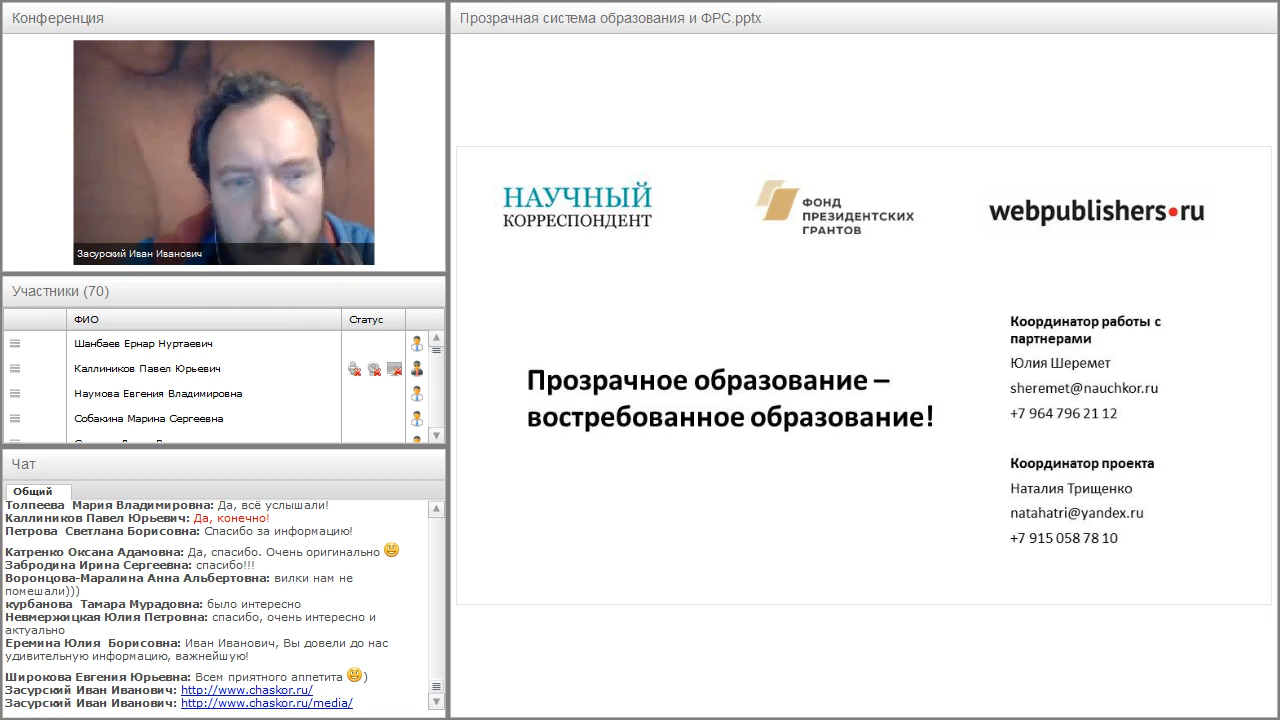 Конференция
Засурский Иван Иванович
Участники (70)
ФИО
Статус
Шанбаев Ернар Нуртаевич
Каллиников Павел Юрьевич
Наумова Евгения Владимировна
Собакина Марина Сергеевна
Чат
Общий
Толпеева Мария Владимировна: Да, всё услышали!
Каллиников Павел Юрьевич: Да, конечно!
Петрова Светлана Борисовна: Спасибо за информацию!
Катренко Оксана Адамовна: Да, спасибо. Очень оригинально
Забродина Ирина Сергеевна: спасибо!!!
Воронцова-Маралина Анна Альбертовна: вилки нам не
помешали)))
курбанова Тамара Мурадовна: было интересно
Невмержицкая Юлия Петровна: спасибо, очень интересно и
актуально
Еремина Юлия Борисовна: Иван Иванович, Вы довели до нас
удивительную информацию, важнейшую!
Широкова Евгения Юрьевна: Всем приятного аппетита )
Засурский Иван Иванович: http://www.chaskor.ru/
Засурский Иван Иванович: http://www.chaskor.ru/media/
Прозрачная система образования и ФРС.pptx
НАУЧНЫЙ
КОРРЕСПОНДЕНТ
ФОНД
ПРЕЗИДЕНТСКИХ
ГРАНТОВ
webpublishers.ru
Прозрачное образование –
востребованное образование!
Координатор работы с
партнерами
Юлия Шеремет
sheremet@nauchkor.ru
+7 964 796 21 12
Координатор проекта
Наталия Трищенко
natahatri@yandex.ru
+7 915 058 78 10